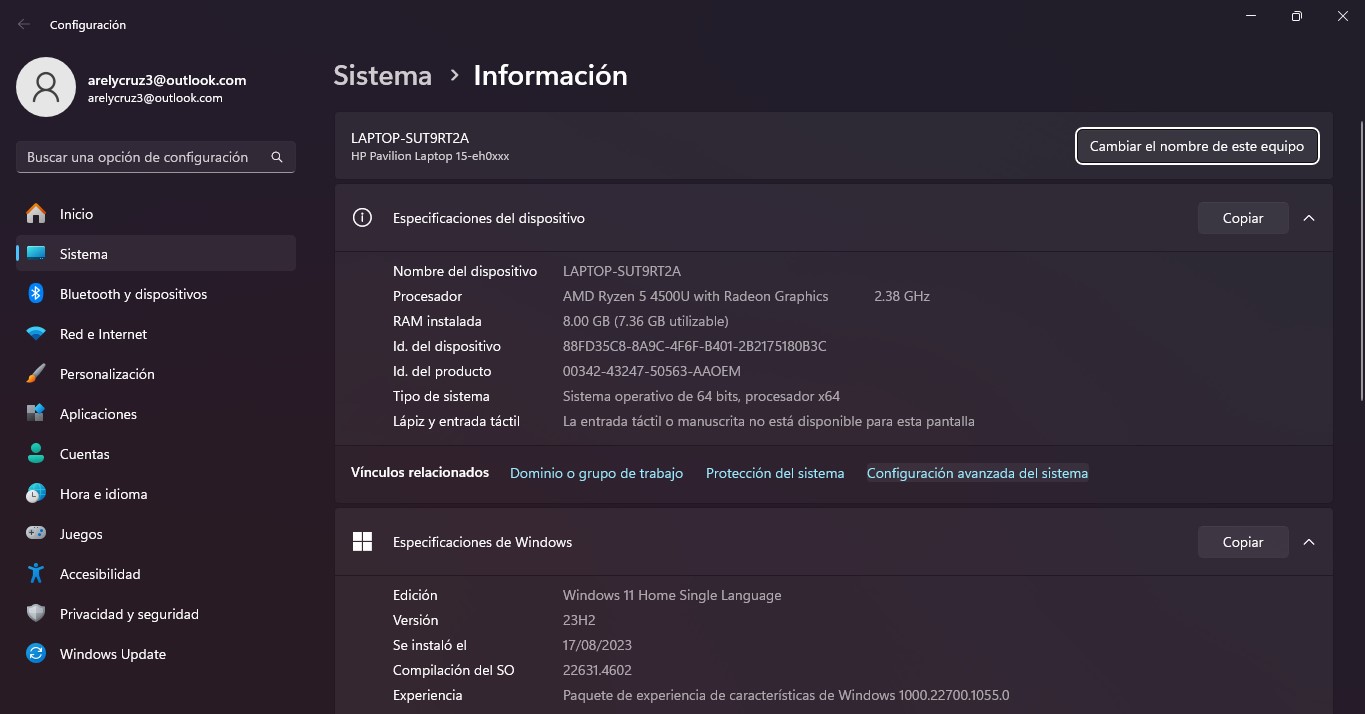 Configuración
arelycruz3@outlook.com
arelycruz3@outlook.com
Buscar una opción de configuración
Inicio
Sistema
Bluetooth y dispositivos
Red e Internet
Personalización
Aplicaciones
Cuentas
Hora e idioma
Juegos
Accesibilidad
Privacidad y seguridad
Windows Update
Sistema > Información
LAPTOP-SUT9RT2A
HP Pavilion Laptop 15-eh0xxx
Cambiar el nombre de este equipo
Especificaciones del dispositivo Copiar
Nombre del dispositivo LAPTOP-SUT9RT2A
Procesador AMD Ryzen 5 4500U with Radeon Graphics 2.38 GHz
RAM instalada 8.00 GB (7.36 GB utilizable)
Id. del dispositivo 88FD35C8-8A9C-4F6F-B401-2B2175180B3C
Id. del producto 00342-43247-50563-AAOEM
Tipo de sistema Sistema operativo de 64 bits, procesador x64
Lápiz y entrada táctil La entrada táctil o manuscrita no está disponible para esta pantalla
Vínculos relacionados Dominio o grupo de trabajo Protección del sistema Configuración avanzada del sistema
Especificaciones de Windows Copiar
Edición Windows 11 Home Single Language
Versión 23H2
Se instaló el 17/08/2023
Compilación del SO 22631.4602
Experiencia Paquete de experiencia de características de Windows 1000.22700.1055.0